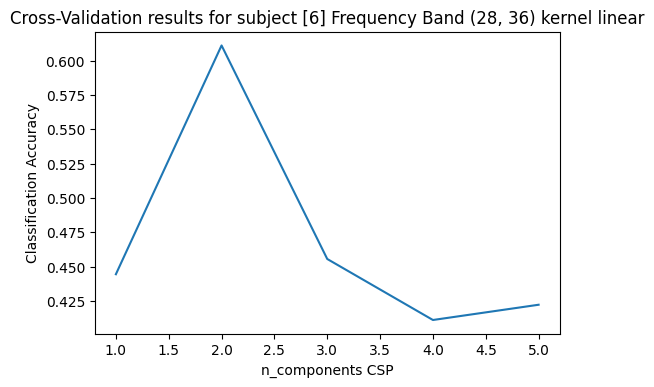 Cross-Validation results for subject [6] Frequency Band (28, 36) kernel linear
0.600
0.575
0.550
0.525
0.500
0.475
0.450
0.425
Classification Accuracy
1.0 1.5 2.0 2.5 3.0 3.5 4.0 4.5 5.0
n_components CSP